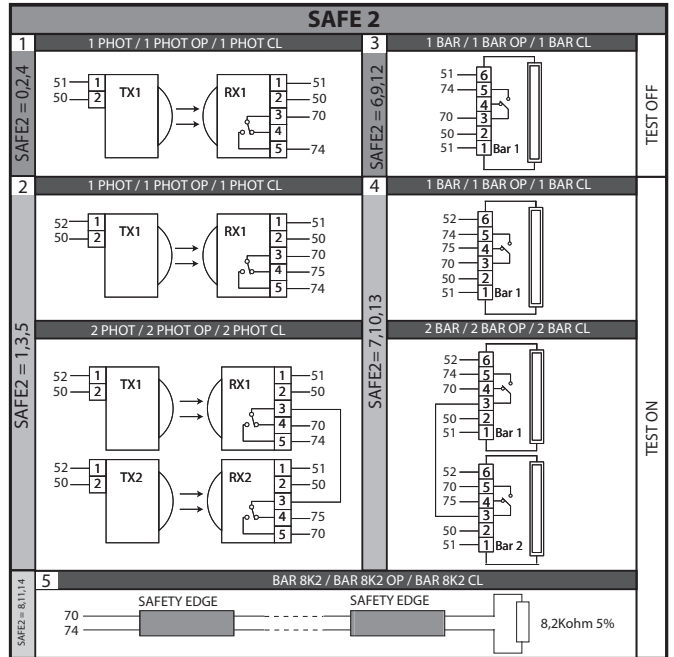 SAFE 2
1
1 PHOT / 1 PHOT OP / 1 PHOT CL
SAFE2 = 0,2,4
51 1
50 2
TX1
RX1
1 51
2 50
3 70
4
5 74
3
1 BAR / 1 BAR OP / 1 BAR CL
SAFE2 = 6,9,12
51 6
74 5
4
70 3
50 2
51 1 Bar 1
TEST OFF
2
1 PHOT / 1 PHOT OP / 1 PHOT CL
SAFE2 = 1,3,5
52 1
50 2
TX1
RX1
1 51
2 50
3 70
4 75
5 74
2 PHOT / 2 PHOT OP / 2 PHOT CL
52 1
50 2
TX1
RX1
1 51
2 50
3
4 70
5 74
52 1
50 2
TX2
RX2
1 51
2 50
3
4 75
5 70
4
1 BAR / 1 BAR OP / 1 BAR CL
SAFE2= 7,10,13
52 6
74 5
75 4
70 3
50 2
51 1 Bar 1
2 BAR / 2 BAR OP / 2 BAR CL
52 6
74 5
70 4
3
50 2
51 1 Bar 1
52 6
70 5
75 4
3
50 2
51 1 Bar 2
TEST ON
5
BAR 8K2 / BAR 8K2 OP / BAR 8K2 CL
SAFE2 = 8,11,14
70
74
SAFETY EDGE
SAFETY EDGE
8,2Kohm 5%